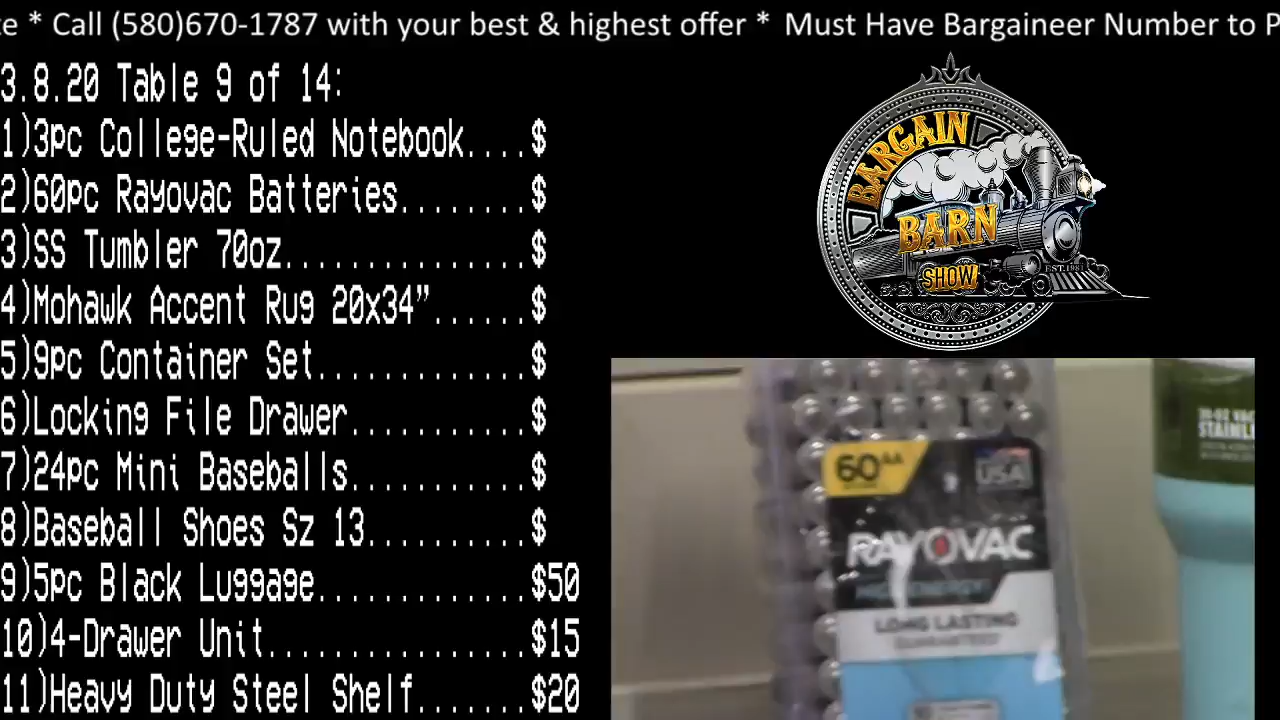 te * Call (580)670-1787 with your best & highest offer * Must Have Bargaineer Number to P
3.8.20 Table 9 of 14:
1)3pc College-Ruled Notebook....$
2)60pc Rayovac Batteries........$
3)SS Tumbler 70oz...............$
4)Mohawk Accent Rug 20x34”......$
5)9pc Container Set.............$
6)Locking File Drawer...........$
7)24pc Mini Baseballs...........$
8)Baseball Shoes Sz 13..........$
9)5pc Black Luggage.............$50
10)4-Drawer Unit................$15
11)Heavy Duty Steel Shelf.......$20
BARGAIN
BARN
SHOW
60 AA
USA
RAYOVAC
LONG LASTING